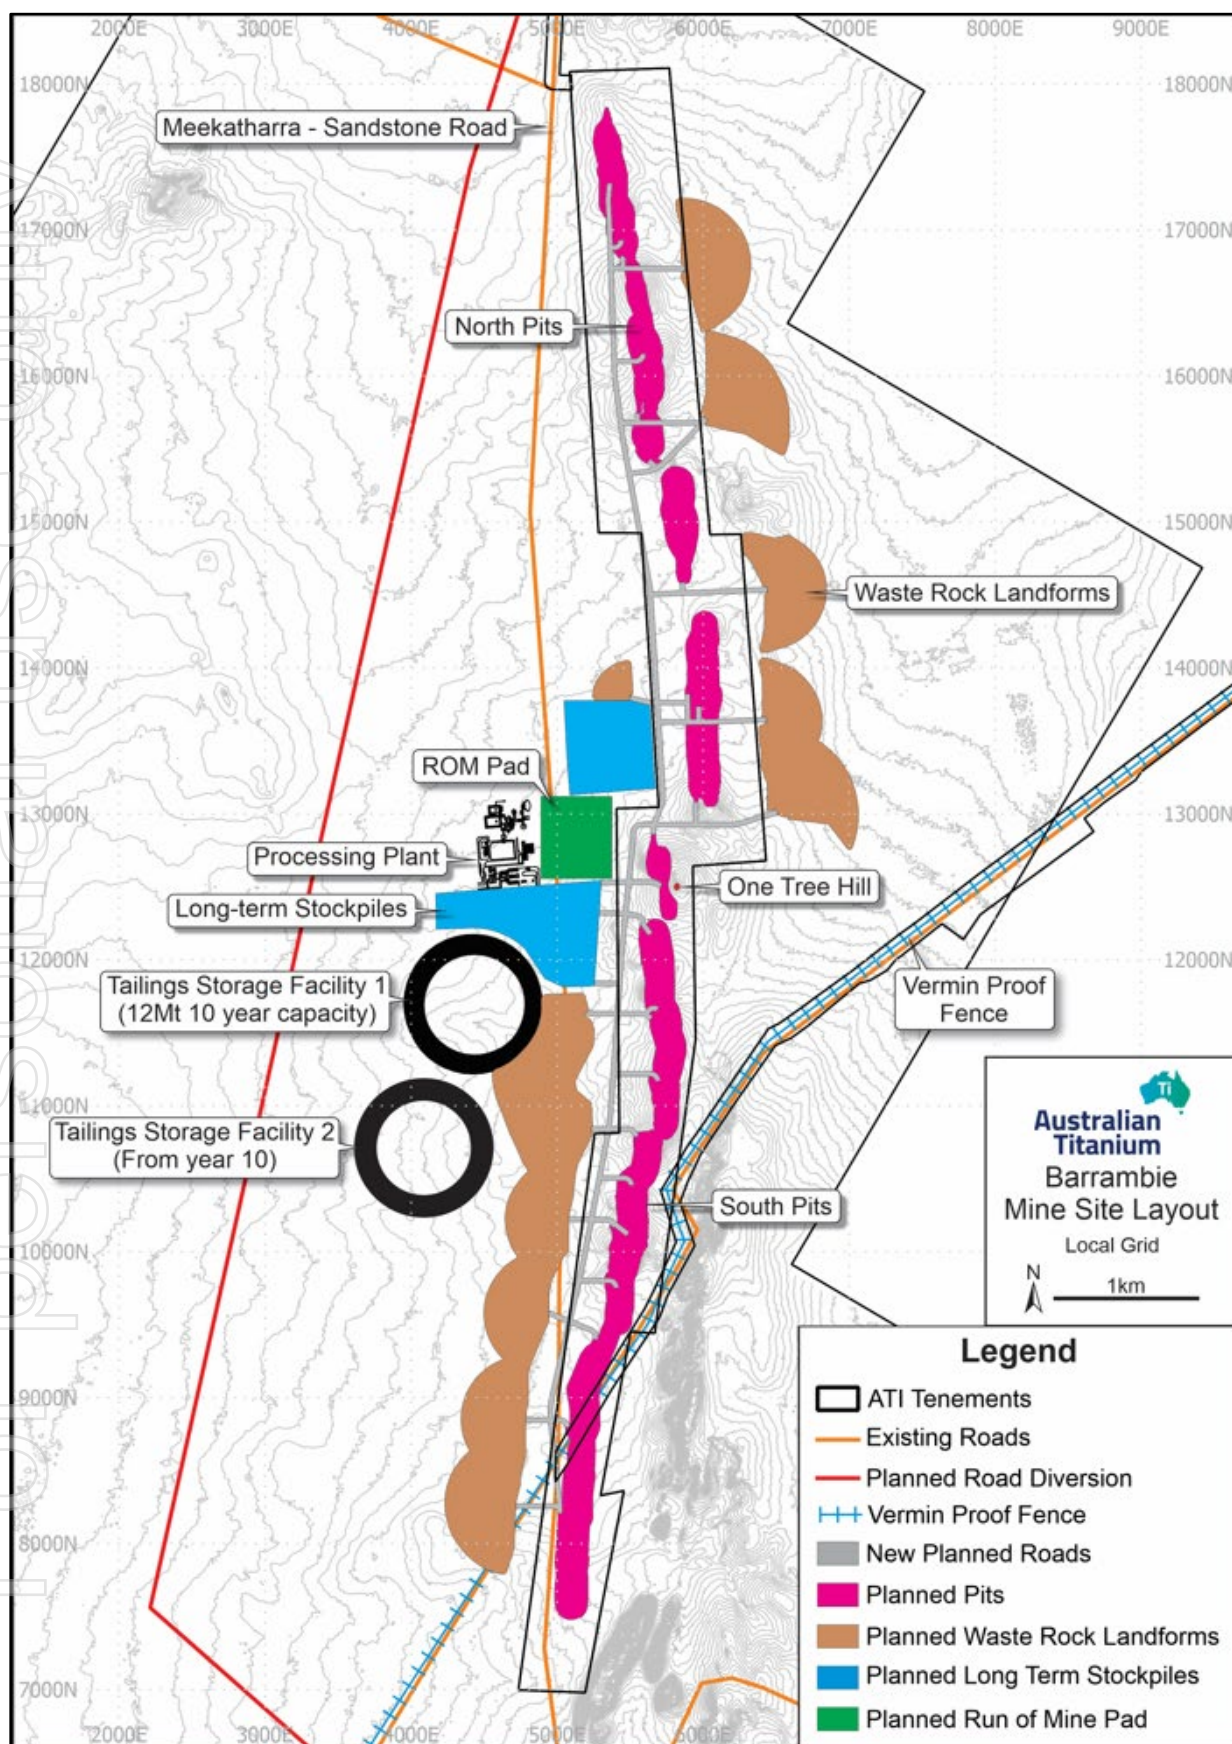 2000E 3000E 4000E 5000E 6000E 7000E 8000E 9000E
18000N 18000N
Meekatharra - Sandstone Road
17000N 17000N
North Pits
16000N 16000N
15000N 15000N
Waste Rock Landforms
14000N 14000N
ROM Pad
13000N 13000N
Processing Plant
One Tree Hill
Long-term Stockpiles
12000N 12000N
Tailings Storage Facility 1
(12Mt 10 year capacity)
Vermin Proof
Fence
11000N
Tailings Storage Facility 2
(From year 10)
South Pits
10000N
9000N
8000N
7000N
2000E 3000E 4000E 5000E 6000E
Ti
Australian
Titanium
Barrambie
Mine Site Layout
Local Grid
N
1km
Legend
ATI Tenements
Existing Roads
Planned Road Diversion
Vermin Proof Fence
New Planned Roads
Planned Pits
Planned Waste Rock Landforms
Planned Long Term Stockpiles
Planned Run of Mine Pad